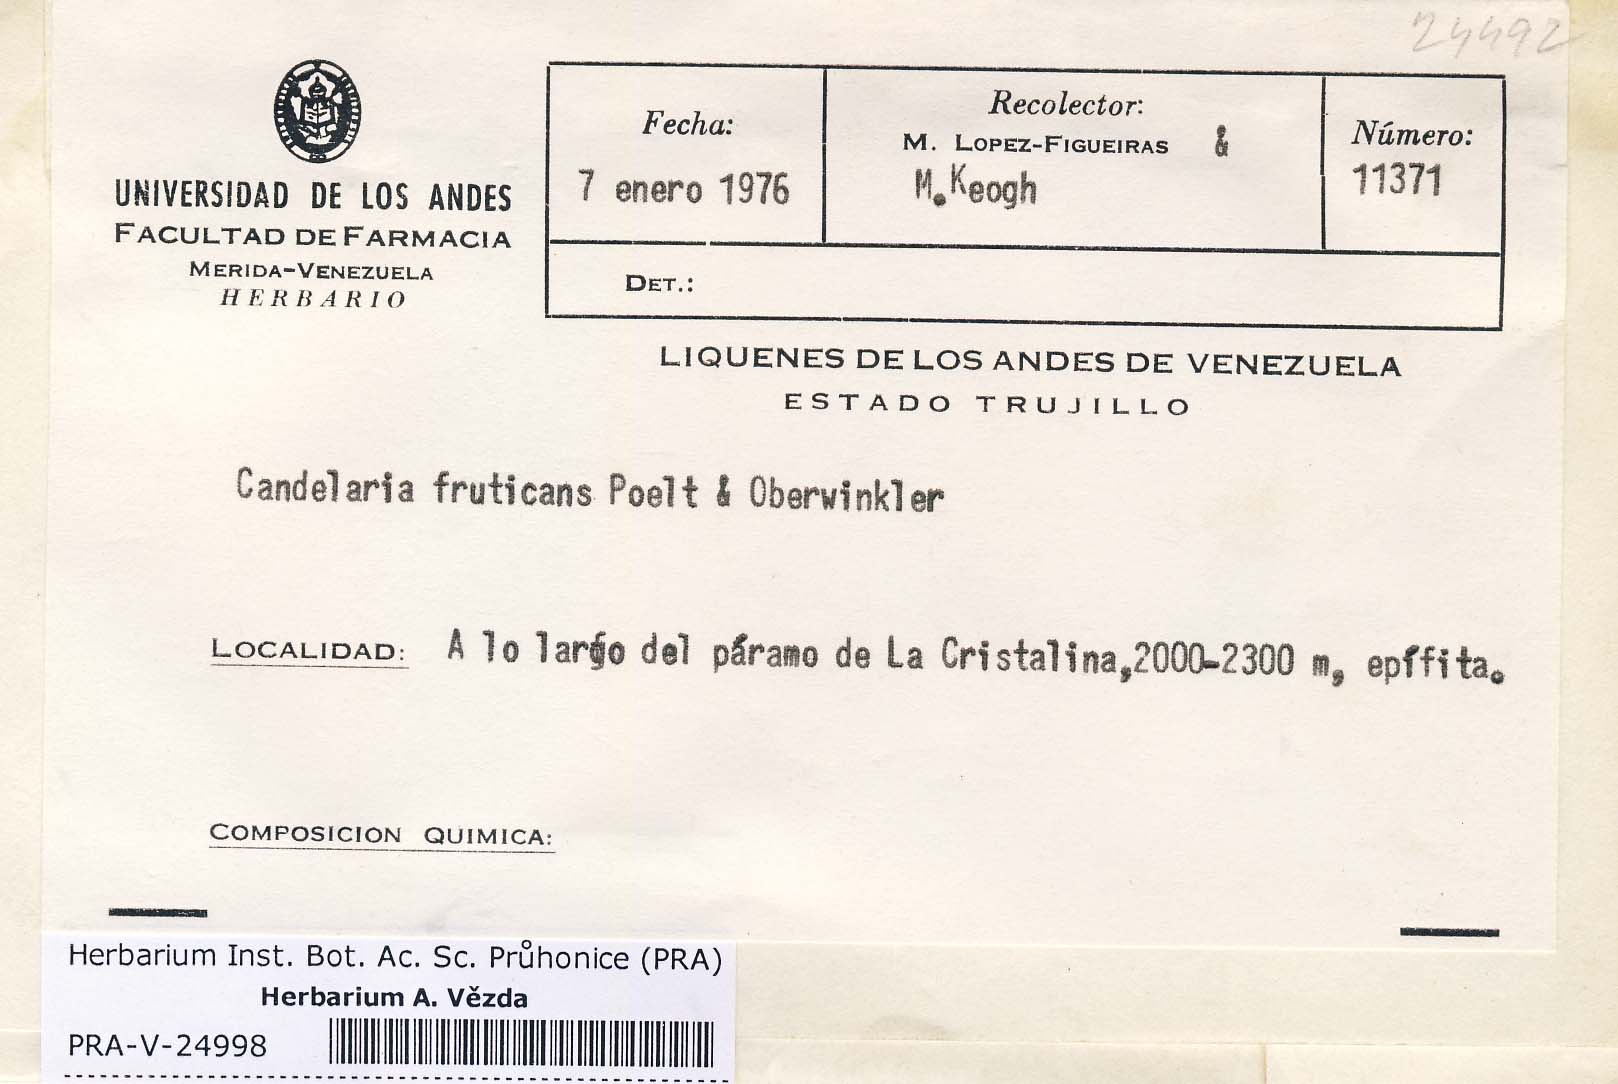 24492
UNIVERSIDAD DE LOS ANDES
FACULTAD DE FARMACIA
MERIDA-VENEZUELA
HERBARIO
Fecha:
7 enero 1976
Recolector:
M. LOPEZ-FIGUEIRAS &
M.Keogh
Número:
11371
DET.:
LIQUENES DE LOS ANDES DE VENEZUELA
ESTADO TRUJILLO
Candelaria fruticans Poelt & Oberwinkler
LOCALIDAD: A lo largo del páramo de La Cristalina,2000-2300 m, epífita.
COMPOSICION QUIMICA:
Herbarium Inst. Bot. Ac. Sc. Průhonice (PRA)
Herbarium A. Vězda
PRA-V-24998